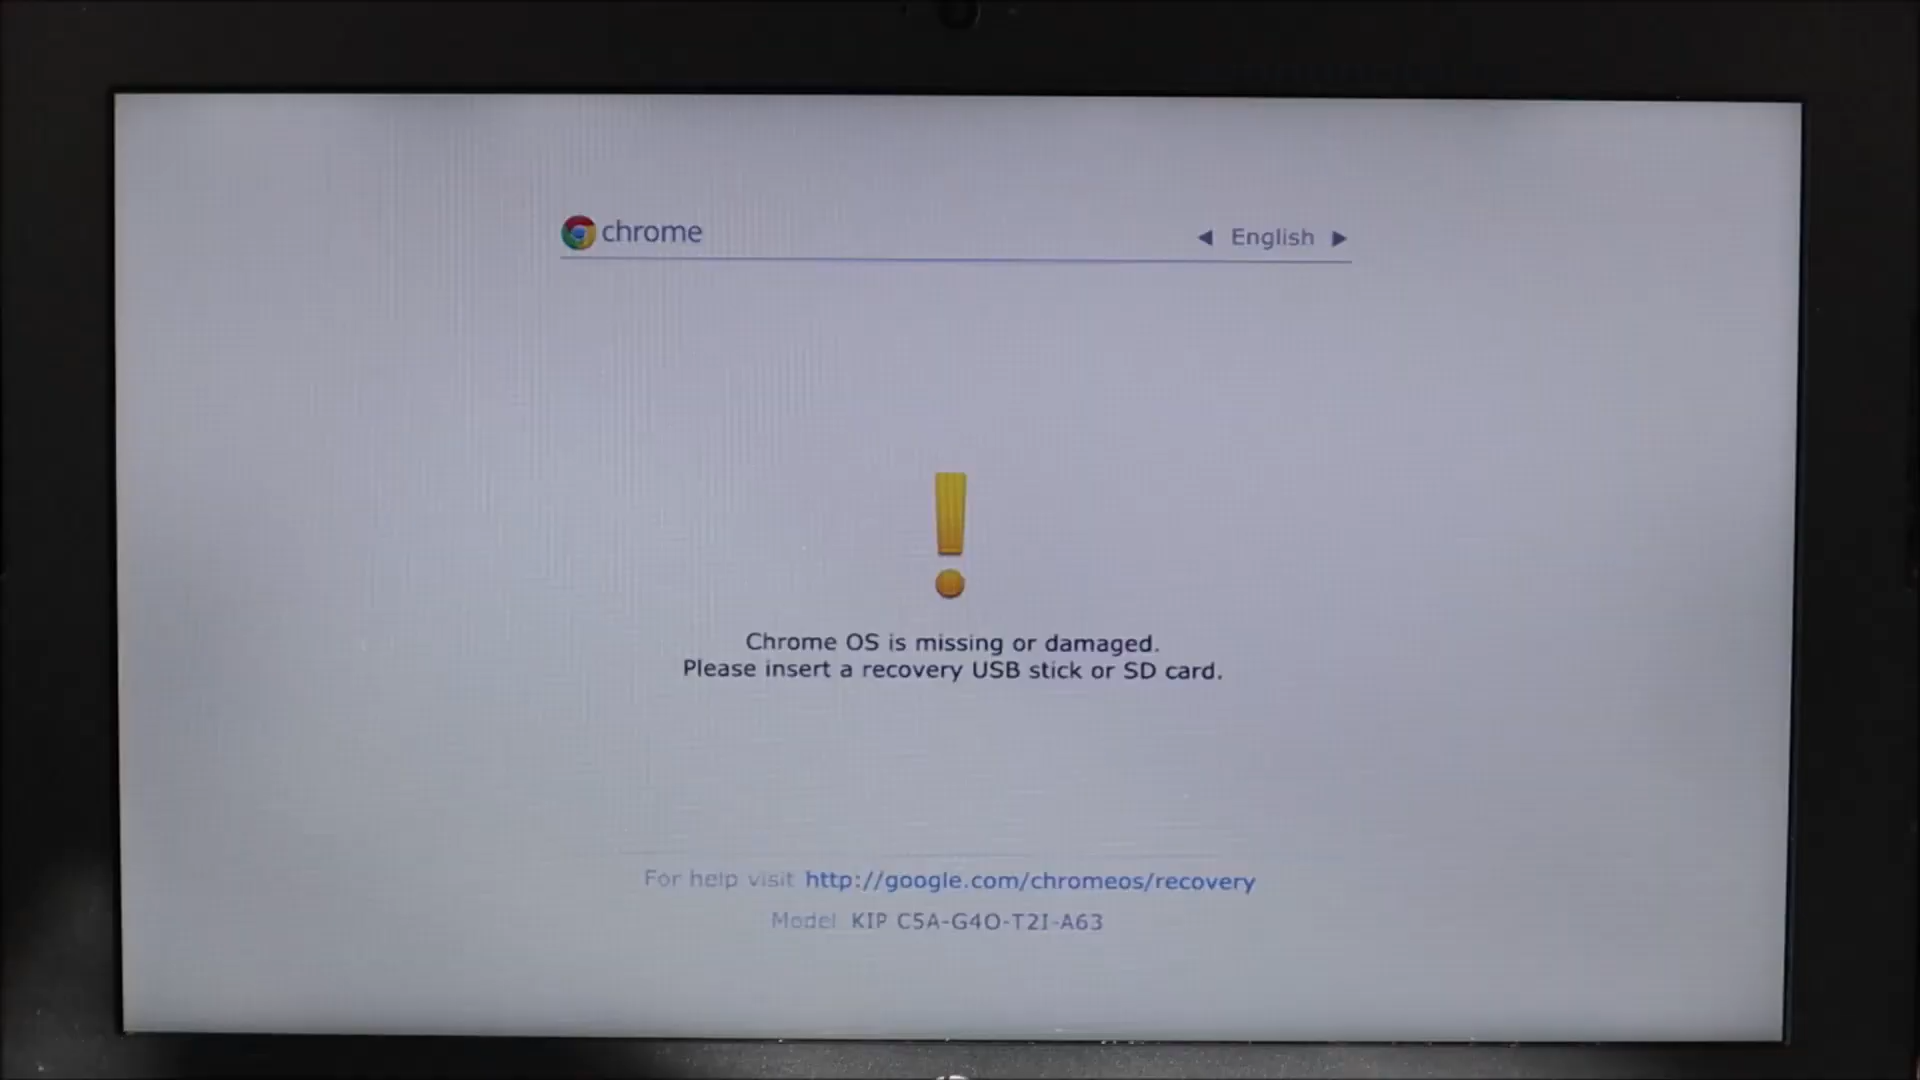 chrome
◀ English ▶
Chrome OS is missing or damaged.
Please insert a recovery USB stick or SD card.
For help visit http://google.com/chromeos/recovery
Model KIP C5A-G4O-T2I-A63